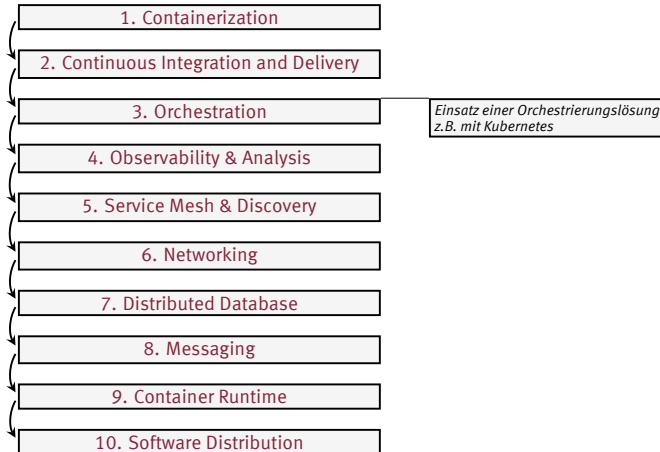 1. Containerization
2. Continuous Integration and Delivery
3. Orchestration
Einsatz einer Orchestrierungslösung
z.B. mit Kubernetes
4. Observability & Analysis
5. Service Mesh & Discovery
6. Networking
7. Distributed Database
8. Messaging
9. Container Runtime
10. Software Distribution